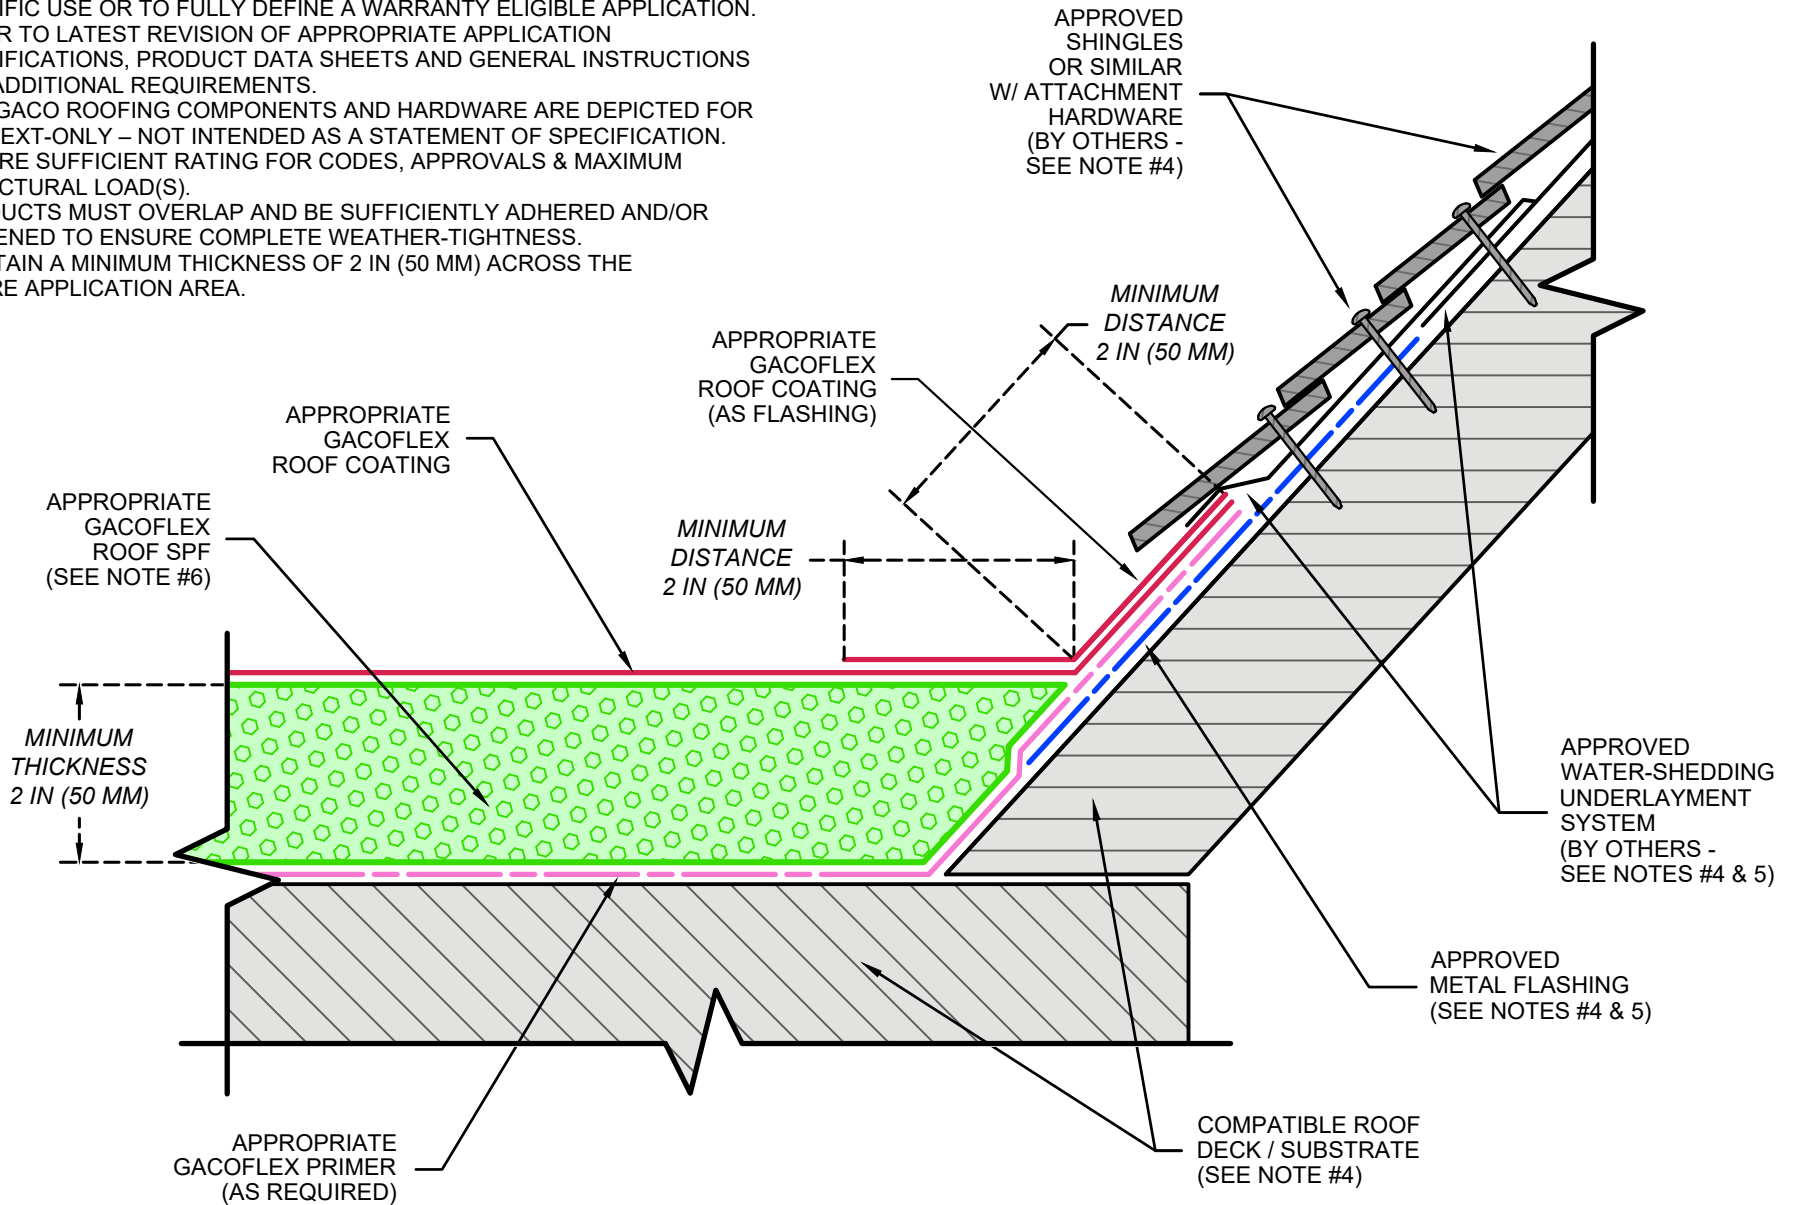 IFIC USE OR TO FULLY DEFINE A WARRANTY ELIGIBLE APPLICATION.
R TO LATEST REVISION OF APPROPRIATE APPLICATION
IFICATIONS, PRODUCT DATA SHEETS AND GENERAL INSTRUCTIONS
ADDITIONAL REQUIREMENTS.
GACO ROOFING COMPONENTS AND HARDWARE ARE DEPICTED FOR
EXT-ONLY – NOT INTENDED AS A STATEMENT OF SPECIFICATION.
RE SUFFICIENT RATING FOR CODES, APPROVALS & MAXIMUM
CTURAL LOAD(S).
DUCTS MUST OVERLAP AND BE SUFFICIENTLY ADHERED AND/OR
ENED TO ENSURE COMPLETE WEATHER-TIGHTNESS.
TAIN A MINIMUM THICKNESS OF 2 IN (50 MM) ACROSS THE
RE APPLICATION AREA.
APPROVED
SHINGLES
OR SIMILAR
W/ ATTACHMENT
HARDWARE
(BY OTHERS -
SEE NOTE #4)
MINIMUM
DISTANCE
2 IN (50 MM)
APPROPRIATE
GACOFLEX
ROOF COATING
(AS FLASHING)
APPROPRIATE
GACOFLEX
ROOF COATING
APPROPRIATE
GACOFLEX
ROOF SPF
(SEE NOTE #6)
MINIMUM
DISTANCE
2 IN (50 MM)
MINIMUM
THICKNESS
2 IN (50 MM)
APPROVED
WATER-SHEDDING
UNDERLAYMENT
SYSTEM
(BY OTHERS -
SEE NOTES #4 & 5)
APPROVED
METAL FLASHING
(SEE NOTES #4 & 5)
COMPATIBLE ROOF
DECK / SUBSTRATE
(SEE NOTE #4)
APPROPRIATE
GACOFLEX PRIMER
(AS REQUIRED)